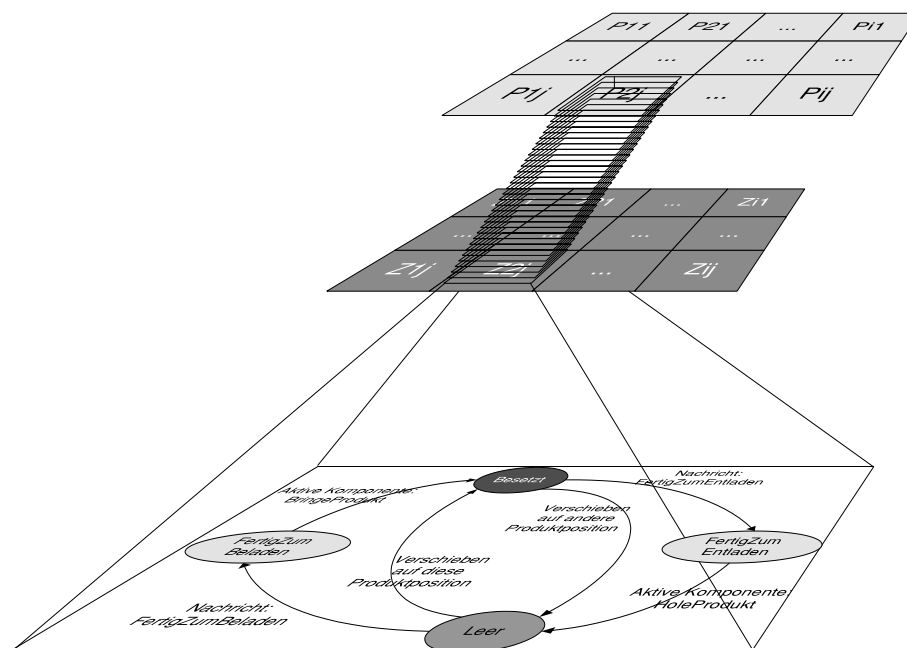 P11 P21 ... Pi1
... ... ... ...
P1j P2j ... Pij
Z21 ... Zi1
... ... ... ...
Z1j Z2j ... Zij
Besetzt
Nachricht:
FertigZumEntladen
Aktive Komponente:
BringeProdukt
Verschieben
auf andere
Produktposition
FertigZum
Beladen
FertigZum
Entladen
Verschieben
auf diese
Produktposition
Aktive Komponente:
HoleProdukt
Nachricht:
FertigZumBeladen
Leer